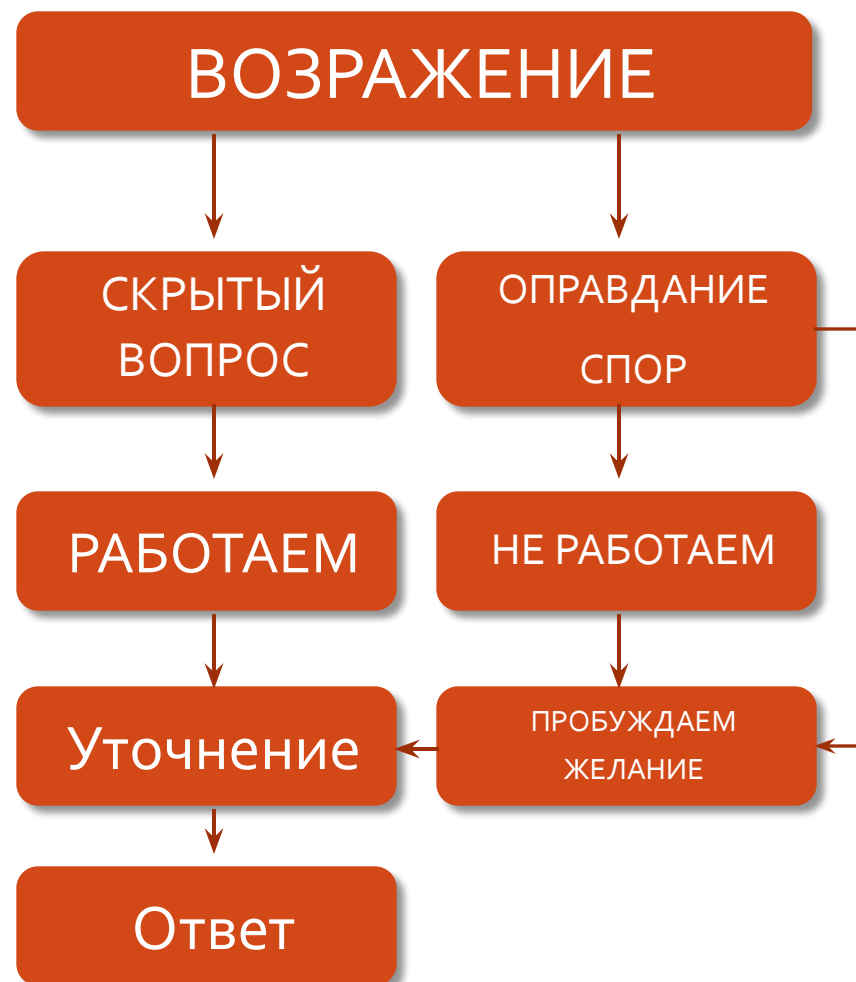 ВОЗРАЖЕНИЕ
СКРЫТЫЙ
ВОПРОС
ОПРАВДАНИЕ
СПОР
РАБОТАЕМ
НЕ РАБОТАЕМ
Уточнение
ПРОБУЖДАЕМ
ЖЕЛАНИЕ
Ответ